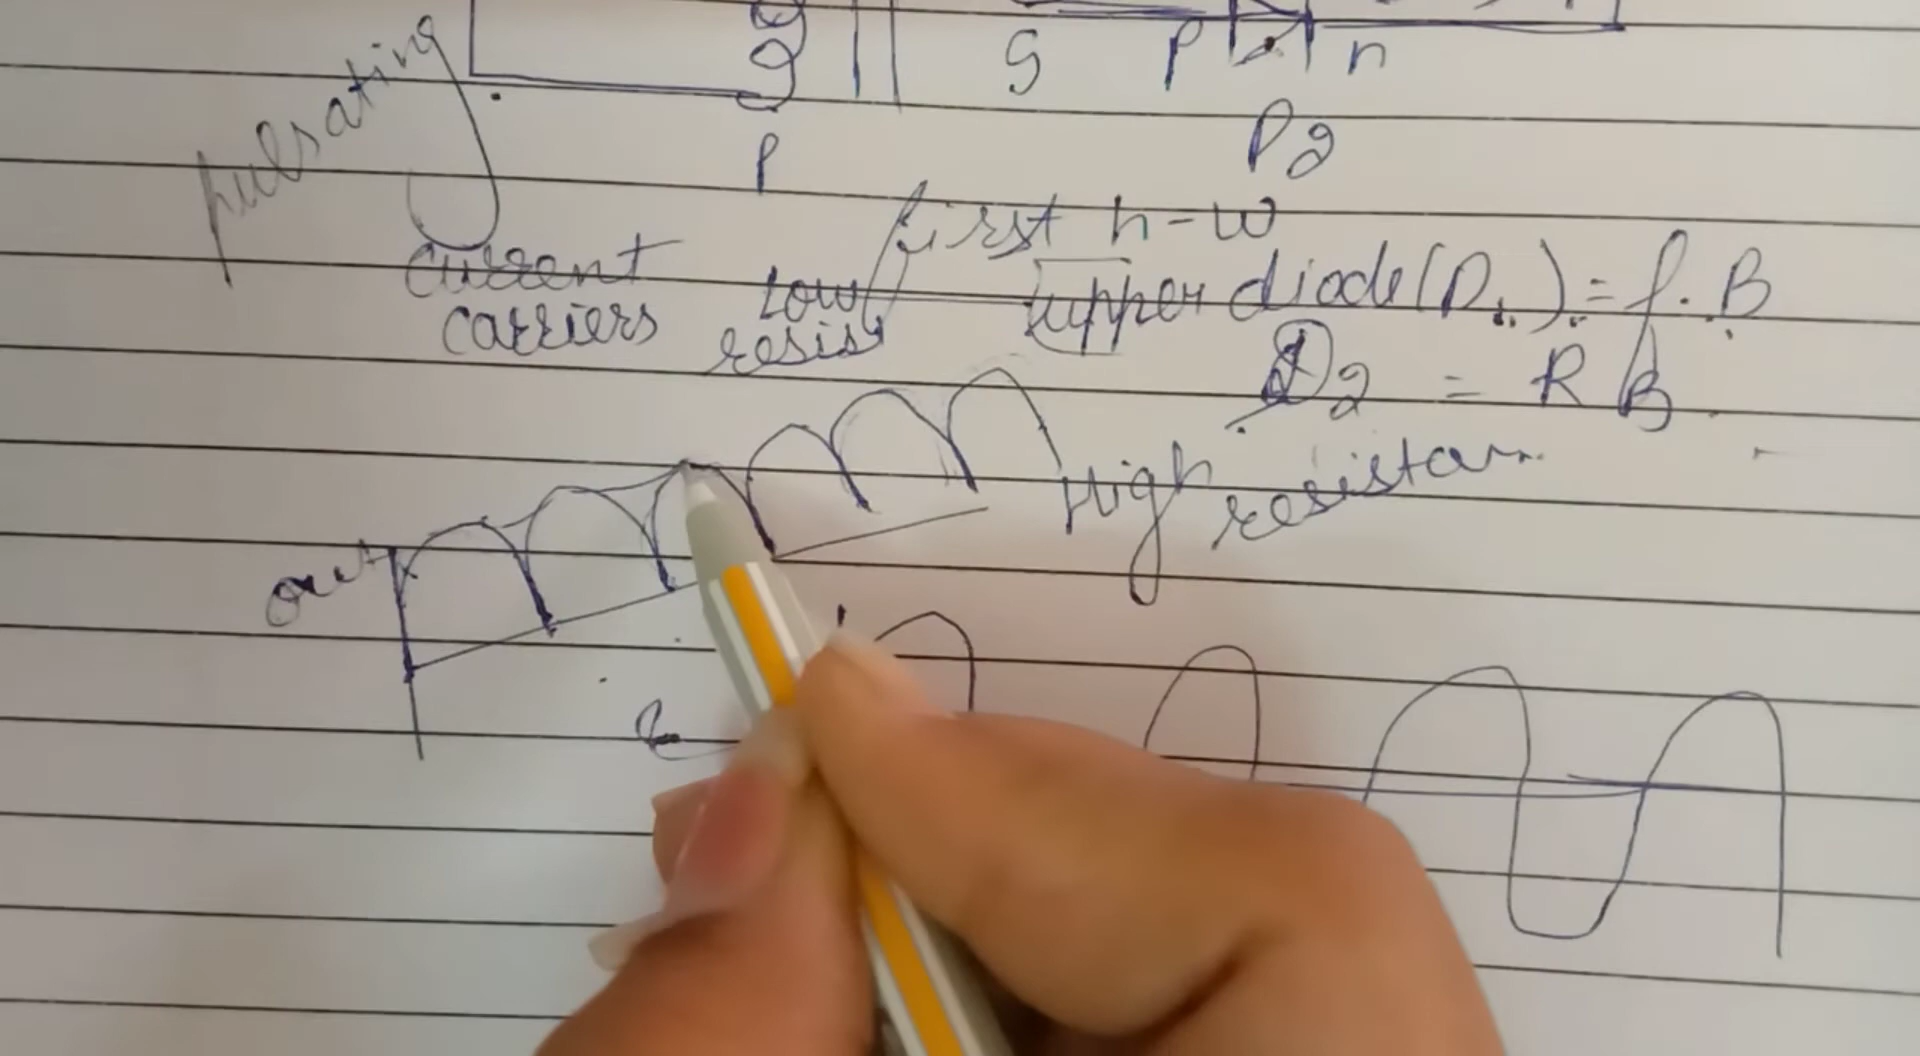 pulsating
S P n
P
D2
first h-w
current
carriers
Low
resis
upper diode (D1) = f.B
D2 = R B
High
resistan
out